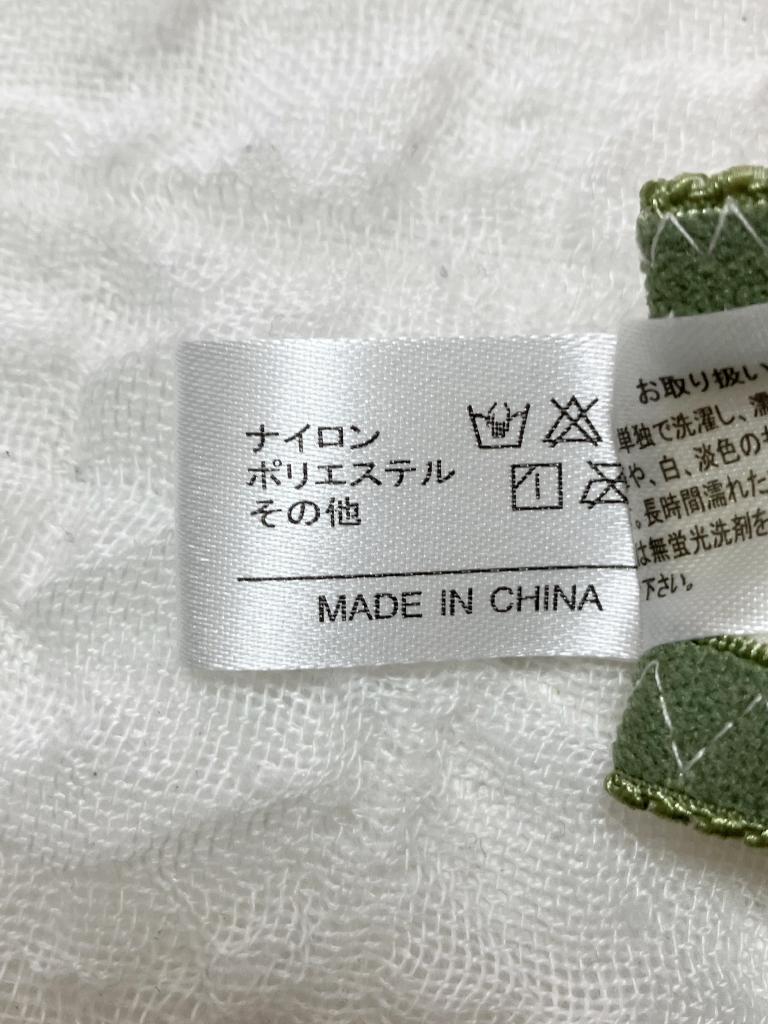 ナイロン
ポリエステル
その他
MADE IN CHINA
お取り扱い
単独で洗濯し、濡
や、白、淡色の
。長時間濡れた
は無蛍光洗剤を
下さい。